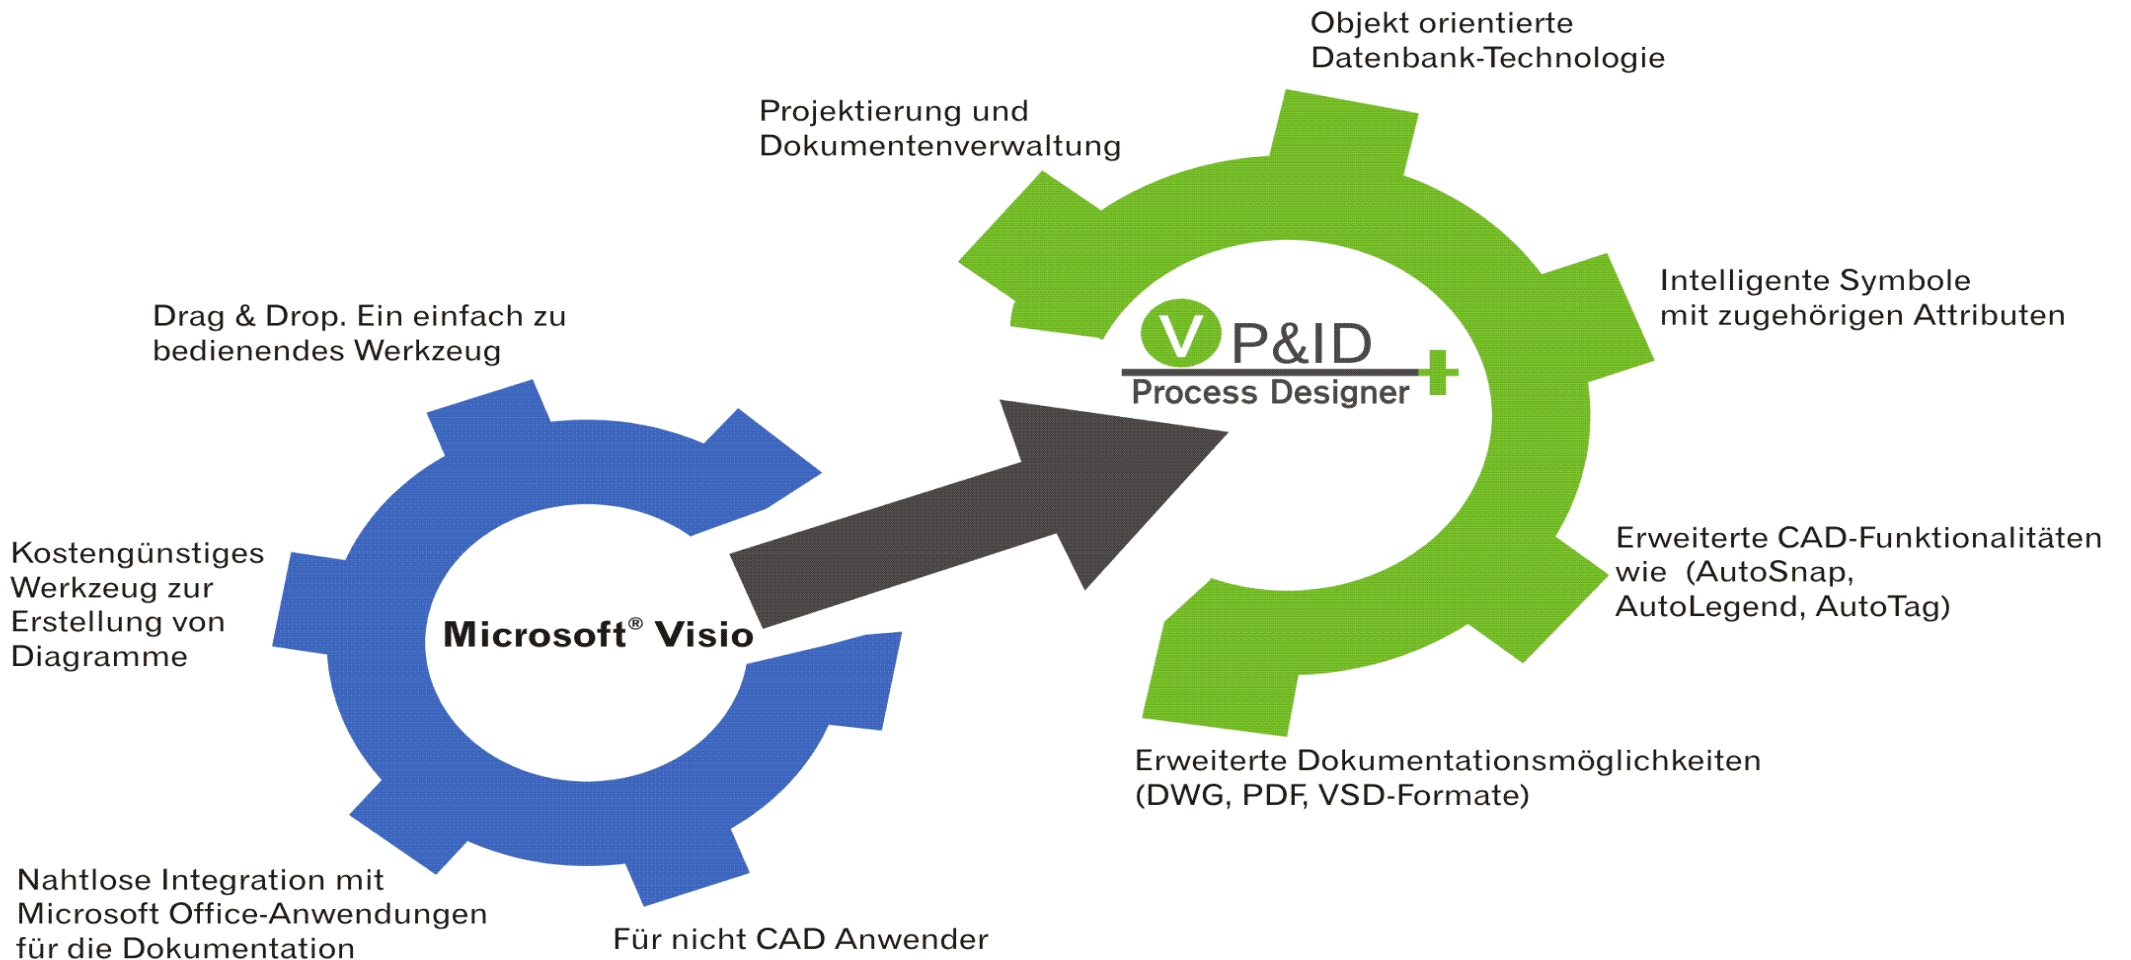 Objekt orientierte
Datenbank-Technologie
Projektierung und
Dokumentenverwaltung
Intelligente Symbole
mit zugehörigen Attributen
Drag & Drop. Ein einfach zu
bedienendes Werkzeug
V P&ID
Process Designer +
Kostengünstiges
Werkzeug zur
Erstellung von
Diagramme
Microsoft® Visio
Erweiterte CAD-Funktionalitäten
wie (AutoSnap,
AutoLegend, AutoTag)
Erweiterte Dokumentationsmöglichkeiten
(DWG, PDF, VSD-Formate)
Nahtlose Integration mit
Microsoft Office-Anwendungen
für die Dokumentation
Für nicht CAD Anwender